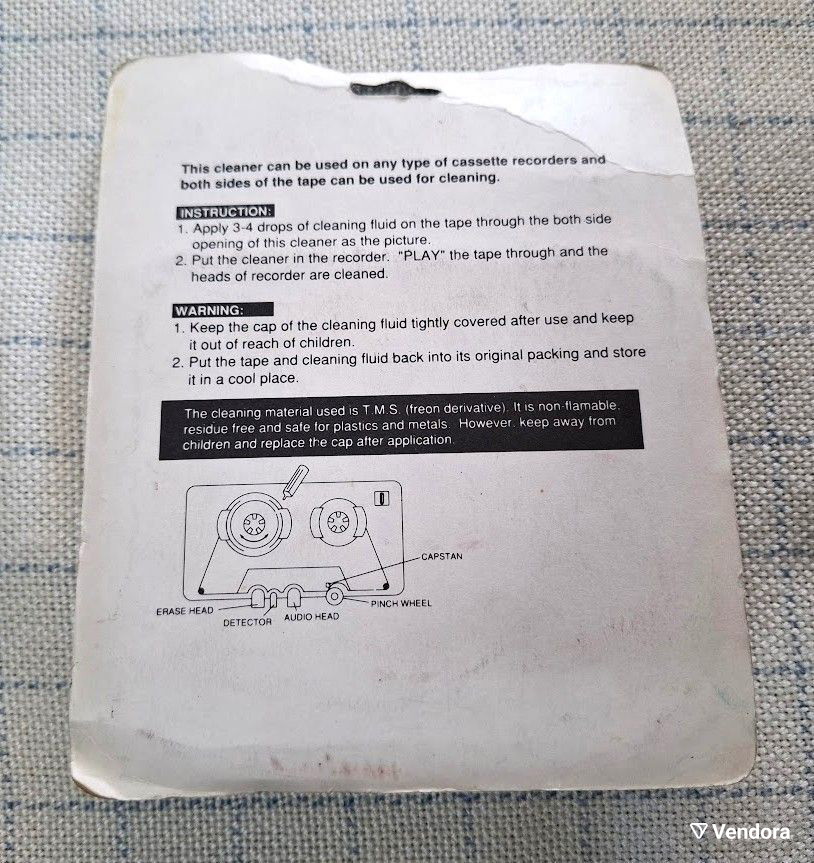 This cleaner can be used on any type of cassette recorders and
both sides of the tape can be used for cleaning.
INSTRUCTION:
1. Apply 3-4 drops of cleaning fluid on the tape through the both side
opening of this cleaner as the picture.
2. Put the cleaner in the recorder. "PLAY" the tape through and the
heads of recorder are cleaned.
WARNING:
1. Keep the cap of the cleaning fluid tightly covered after use and keep
it out of reach of children.
2. Put the tape and cleaning fluid back into its original packing and store
it in a cool place.
The cleaning material used is T.M.S. (freon derivative). It is non-flamable,
residue free and safe for plastics and metals. However, keep away from
children and replace the cap after application.
CAPSTAN
ERASE HEAD
DETECTOR
AUDIO HEAD
PINCH WHEEL
Vendora